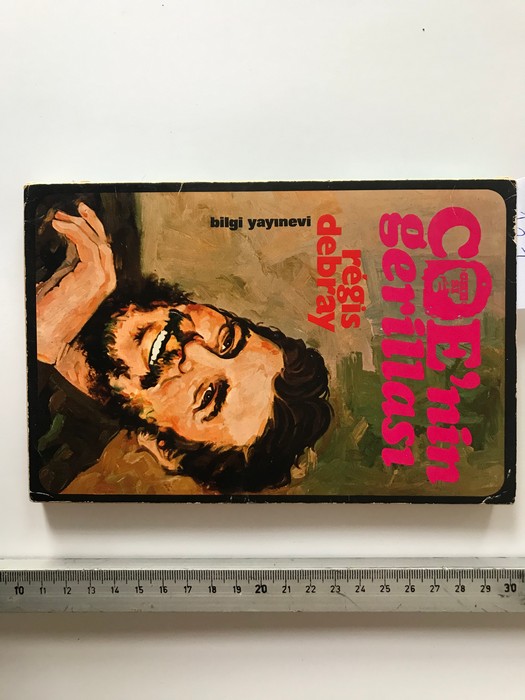 CHE'nin
gerillası
régis
debray
bilgi yayınevi
10 11 12 13 14 15 16 17 18 19 20 21 22 23 24 25 26 27 28 29 30